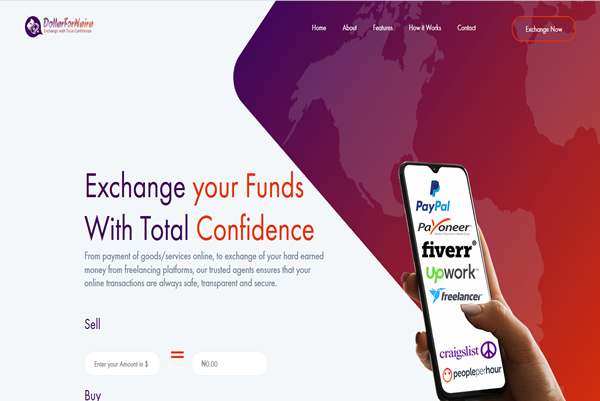 DollarForNaira
Exchange with Total Confidence
Home About Features How it Works Contact Exchange Now
Exchange your Funds
With Total Confidence
From payment of goods/services online, to exchange of your hard earned
money from freelancing platforms, our trusted agents ensures that your
online transactions are always safe, transparent and secure.
Sell
Enter your Amount in $ = ₦0.00
Buy
PayPal
Payoneer
fiverr®
upwork™
freelancer
craigslist
peopleperhour